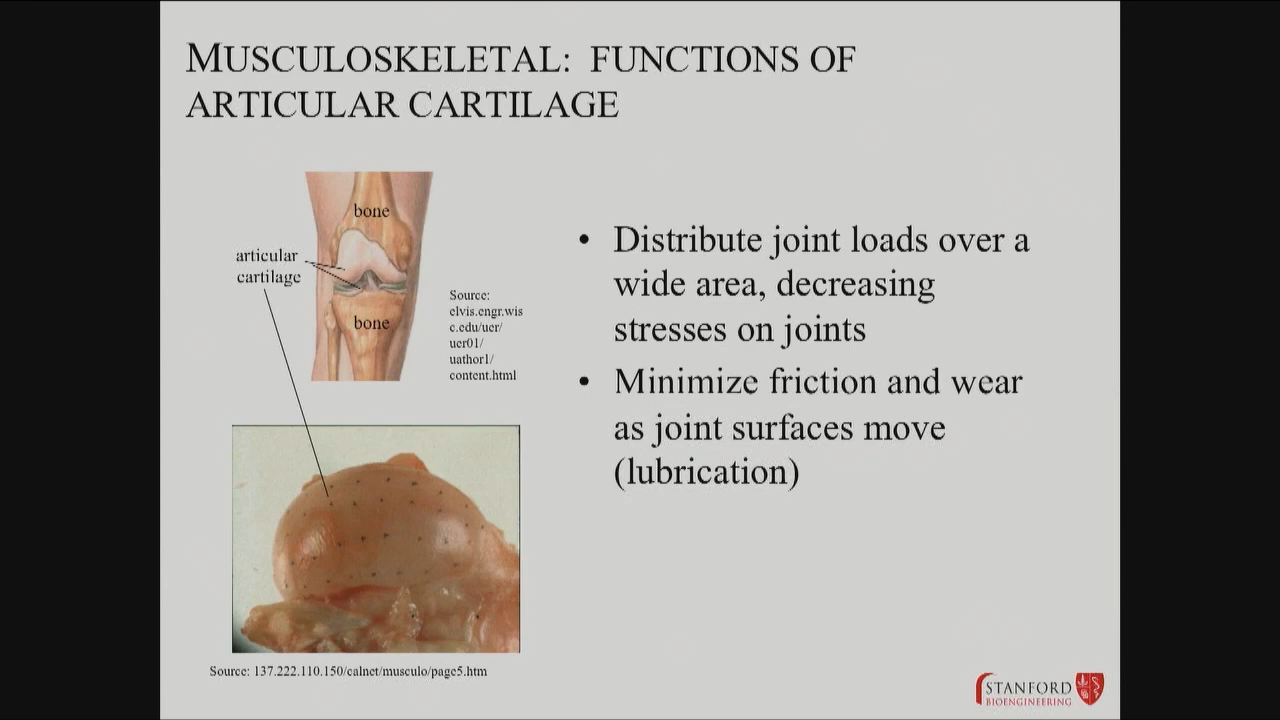 MUSCULOSKELETAL: FUNCTIONS OF
ARTICULAR CARTILAGE
bone
articular
cartilage
bone
Source:
elvis.engr.wis
c.edu/uer/
uer01/
uathor1/
content.html
• Distribute joint loads over a
wide area, decreasing
stresses on joints
• Minimize friction and wear
as joint surfaces move
(lubrication)
Source: 137.222.110.150/calnet/musculo/page5.htm
STANFORD
BIOENGINEERING